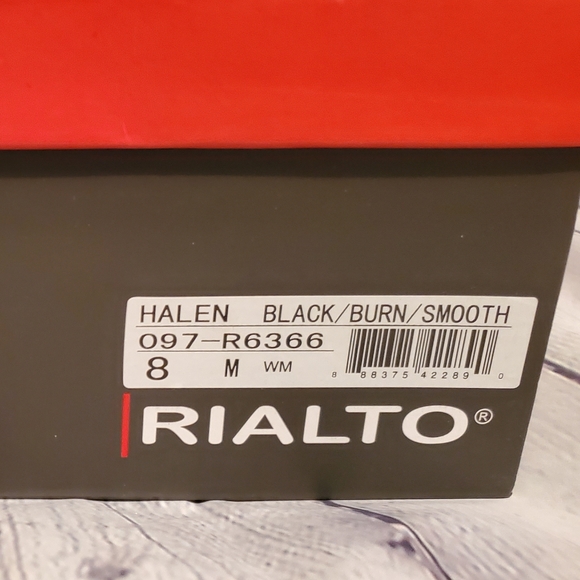 HALEN BLACK/BURN/SMOOTH
097-R6366
8 M WM
8 88375 42289 0
RIALTO®